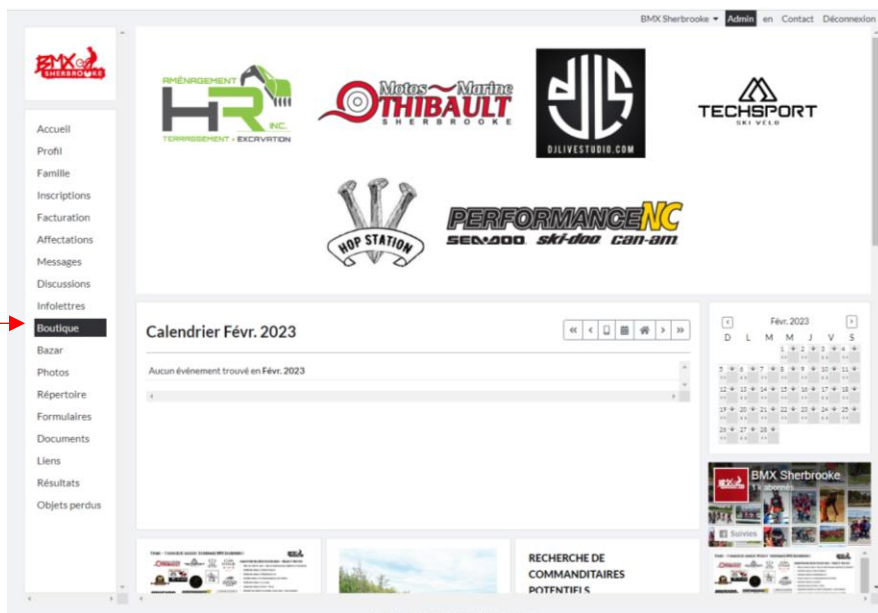 BMX Sherbrooke Admin en Contact Déconnexion
BMX
SHERBROOKE
Accueil
Profil
Famille
Inscriptions
Facturation
Affectations
Messages
Discussions
Infolettres
Boutique
Bazar
Photos
Répertoire
Formulaires
Documents
Liens
Résultats
Objets perdus
AMÉNAGEMENT
HR INC.
TERRASSEMENT - EXCAVATION
Motos Marine
THIBAULT
SHERBROOKE
DJLIVESTUDIO.COM
TECHSPORT
SKI VÉLO
HOP STATION
PERFORMANCE NC
SEA-DOO ski-doo can-am
Calendrier Févr. 2023
Aucun événement trouvé en Févr. 2023
Févr. 2023
D L M M J V S
1 2 3 4
5 6 7 8 9 10 11
12 13 14 15 16 17 18
19 20 21 22 23 24 25
26 27 28
BMX Sherbrooke
1 k abonnés
Suivies
RECHERCHE DE
COMMANDITAIRES
POTENTIELS